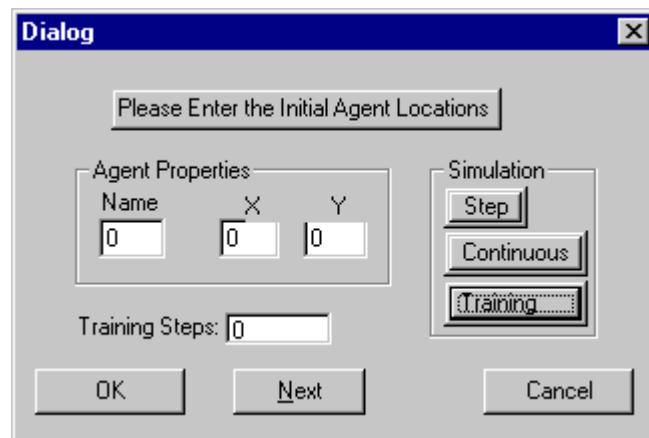 Dialog
Please Enter the Initial Agent Locations
Agent Properties
Name X Y
0 0 0
Simulation
Step
Continuous
Training
Training Steps: 0
OK Next Cancel